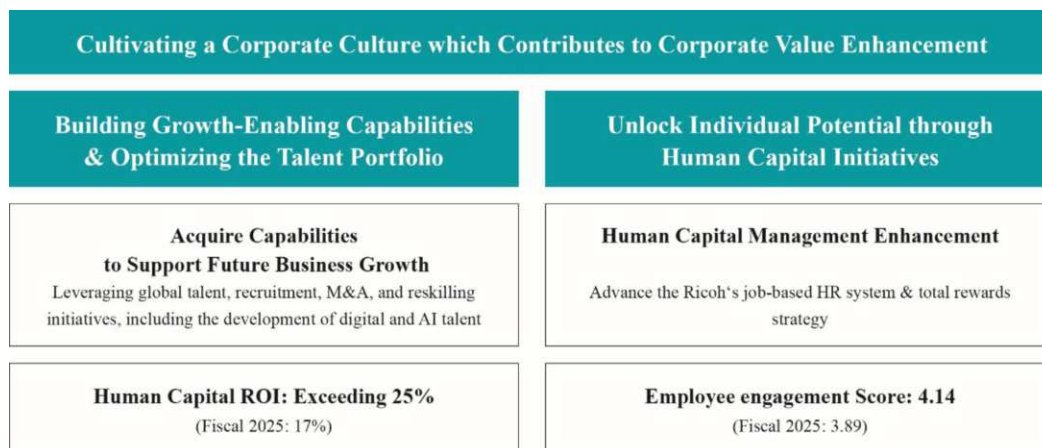 Cultivating a Corporate Culture which Contributes to Corporate Value Enhancement
Building Growth-Enabling Capabilities
& Optimizing the Talent Portfolio
Unlock Individual Potential through
Human Capital Initiatives
Acquire Capabilities
to Support Future Business Growth
Leveraging global talent, recruitment, M&A, and reskilling
initiatives, including the development of digital and AI talent
Human Capital Management Enhancement
Advance the Ricoh‘s job-based HR system & total rewards
strategy
Human Capital ROI: Exceeding 25%
(Fiscal 2025: 17%)
Employee engagement Score: 4.14
(Fiscal 2025: 3.89)